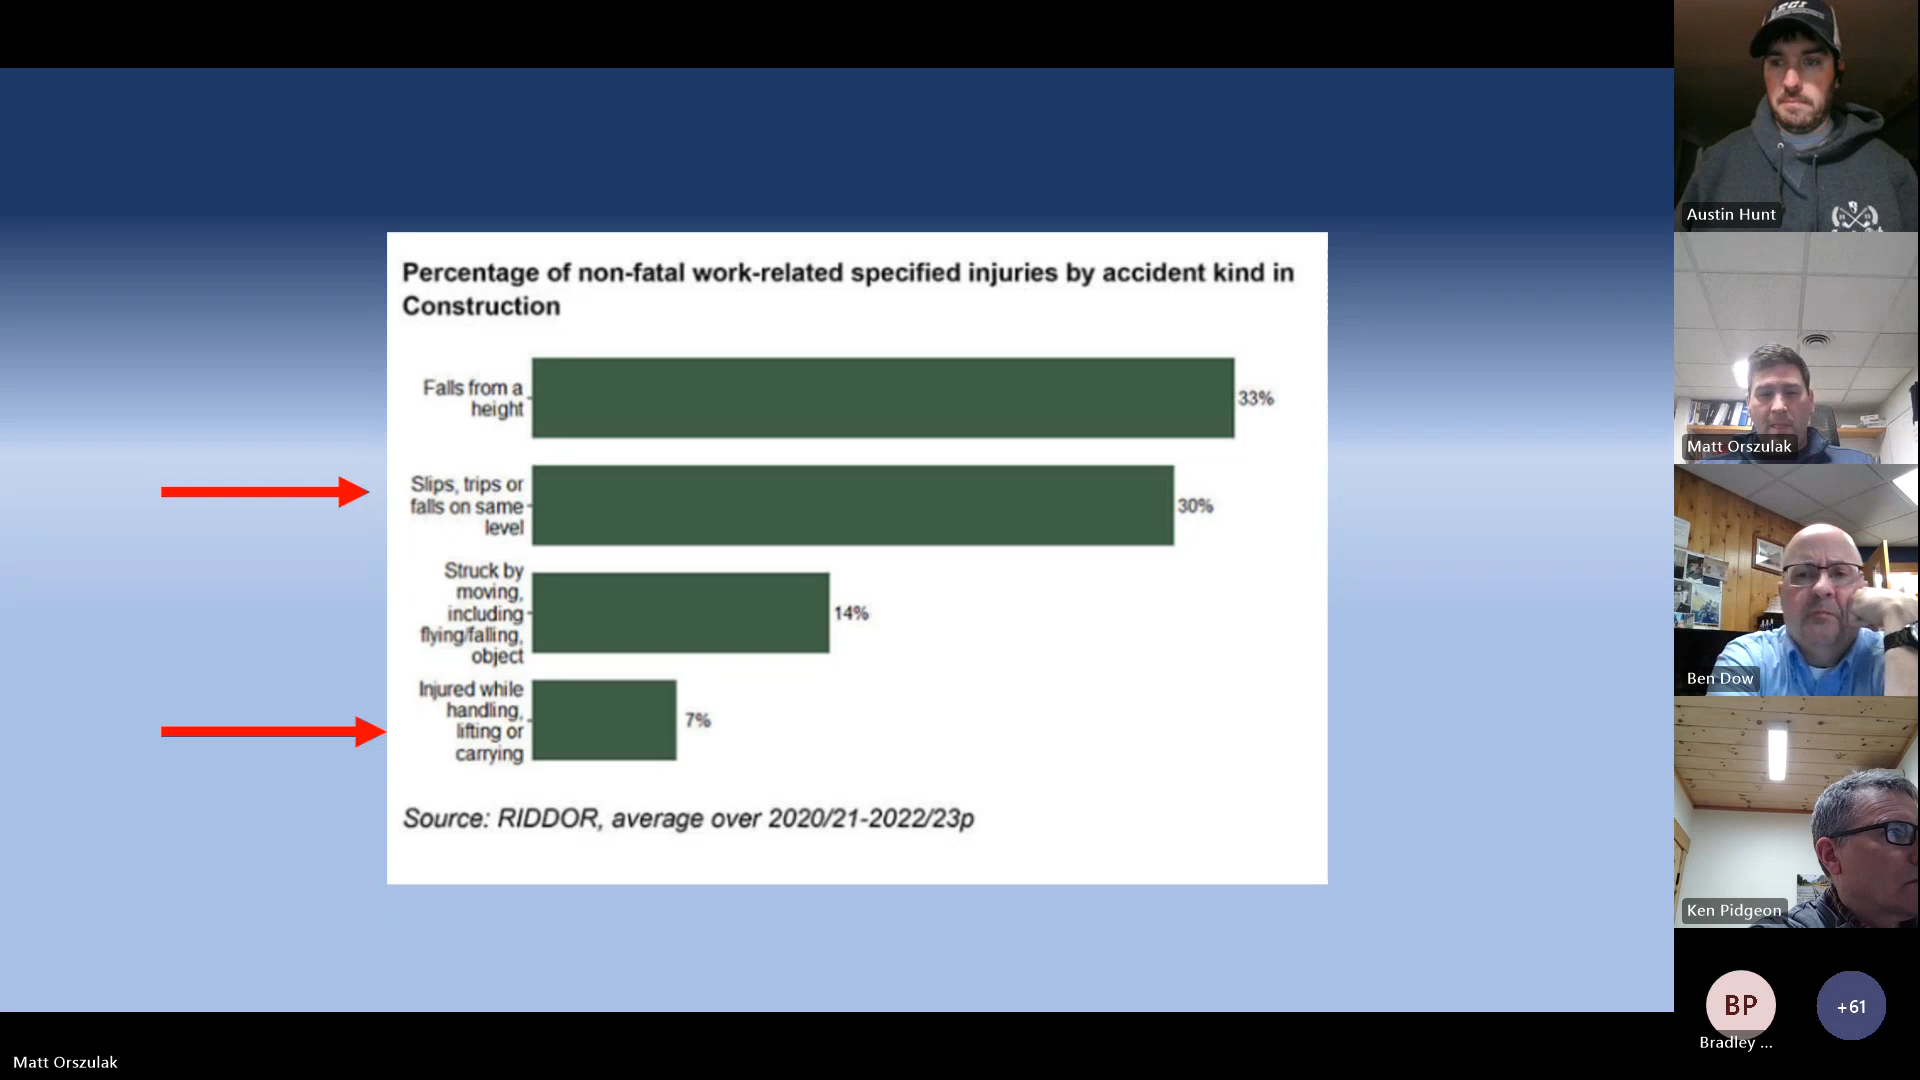 Percentage of non-fatal work-related specified injuries by accident kind in
Construction
Falls from a
height
33%
Slips, trips or
falls on same
level
30%
Struck by
moving,
including
flying/falling,
object
14%
Injured while
handling,
lifting or
carrying
7%
Source: RIDDOR, average over 2020/21-2022/23p
Matt Orszulak
ECI
Austin Hunt
Matt Orszulak
Ben Dow
Ken Pidgeon
BP
Bradley ...
+61